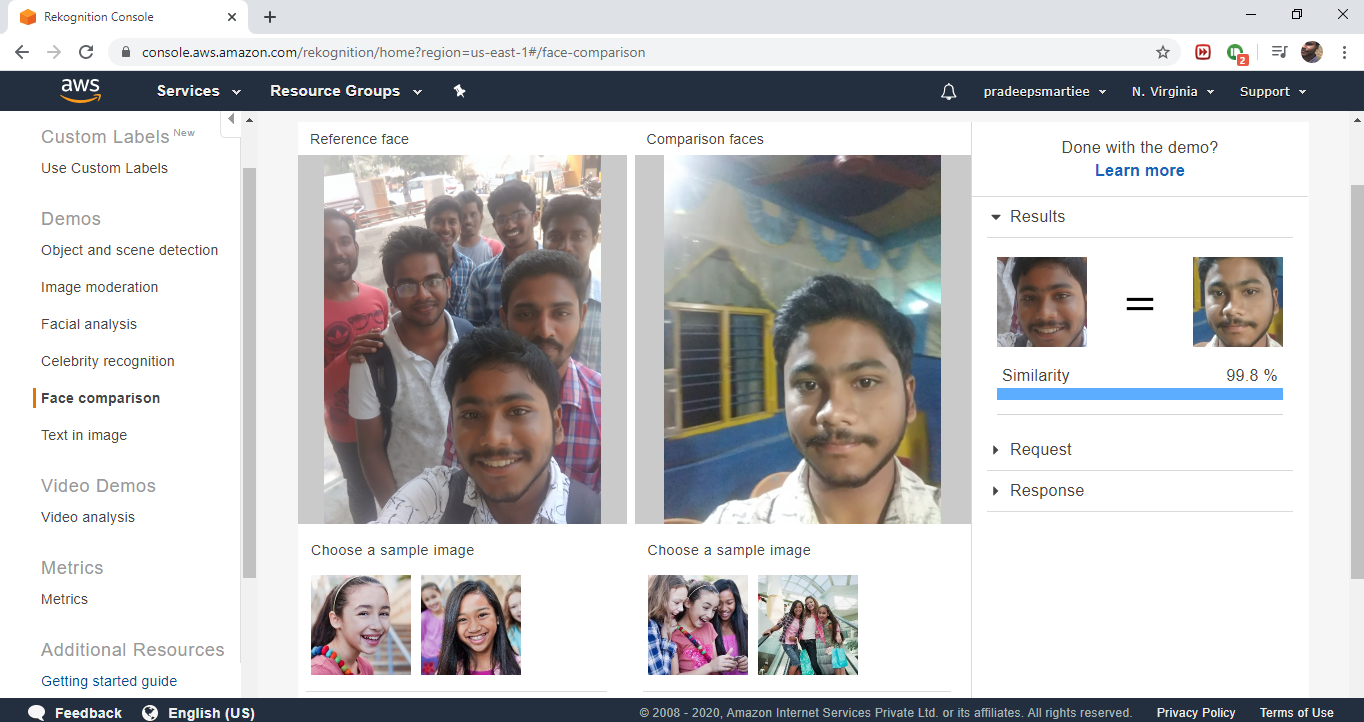 Rekognition Console
console.aws.amazon.com/rekognition/home?region=us-east-1#/face-comparison
2
aws
Services
Resource Groups
pradeepsmartiee
N. Virginia
Support
Custom Labels New
Use Custom Labels
Demos
Object and scene detection
Image moderation
Facial analysis
Celebrity recognition
Face comparison
Text in image
Video Demos
Video analysis
Metrics
Metrics
Additional Resources
Getting started guide
Reference face
Comparison faces
Choose a sample image
Choose a sample image
Done with the demo?
Learn more
Results
=
Similarity 99.8 %
Request
Response
Feedback
English (US)
© 2008 - 2020, Amazon Internet Services Private Ltd. or its affiliates. All rights reserved.
Privacy Policy
Terms of Use